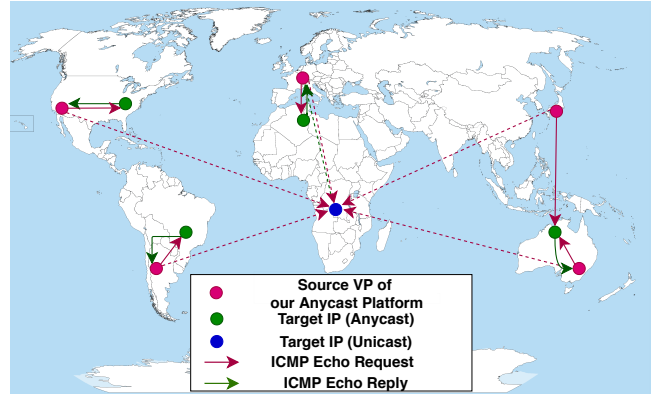 Source VP of
our Anycast Platform
Target IP (Anycast)
Target IP (Unicast)
ICMP Echo Request
ICMP Echo Reply